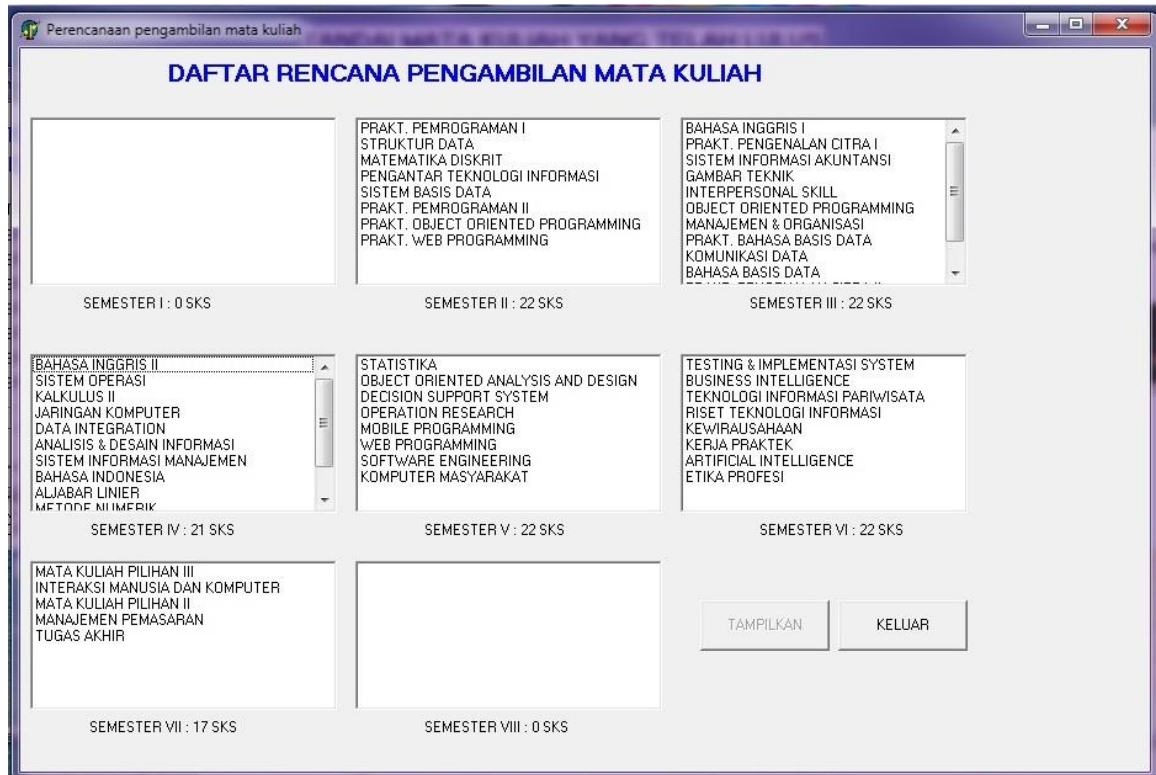 Perencanaan pengambilan mata kuliah
DAFTAR RENCANA PENGAMBILAN MATA KULIAH
SEMESTER I : 0 SKS
PRAKT. PEMROGRAMAN I
STRUKTUR DATA
MATEMATIKA DISKRIT
PENGANTAR TEKNOLOGI INFORMASI
SISTEM BASIS DATA
PRAKT. PEMROGRAMAN II
PRAKT. OBJECT ORIENTED PROGRAMMING
PRAKT. WEB PROGRAMMING
SEMESTER II : 22 SKS
BAHASA INGGRIS I
PRAKT. PENGENALAN CITRA I
SISTEM INFORMASI AKUNTANSI
GAMBAR TEKNIK
INTERPERSONAL SKILL
OBJECT ORIENTED PROGRAMMING
MANAJEMEN & ORGANISASI
PRAKT. BAHASA BASIS DATA
KOMUNIKASI DATA
BAHASA BASIS DATA
SEMESTER III : 22 SKS
BAHASA INGGRIS II
SISTEM OPERASI
KALKULUS II
JARINGAN KOMPUTER
DATA INTEGRATION
ANALISIS & DESAIN INFORMASI
SISTEM INFORMASI MANAJEMEN
BAHASA INDONESIA
ALJABAR LINIER
METODE NUMERIK
SEMESTER IV : 21 SKS
STATISTIKA
OBJECT ORIENTED ANALYSIS AND DESIGN
DECISION SUPPORT SYSTEM
OPERATION RESEARCH
MOBILE PROGRAMMING
WEB PROGRAMMING
SOFTWARE ENGINEERING
KOMPUTER MASYARAKAT
SEMESTER V : 22 SKS
TESTING & IMPLEMENTASI SYSTEM
BUSINESS INTELLIGENCE
TEKNOLOGI INFORMASI PARIWISATA
RISET TEKNOLOGI INFORMASI
KEWIRAUSAHAAN
KERJA PRAKTEK
ARTIFICIAL INTELLIGENCE
ETIKA PROFESI
SEMESTER VI : 22 SKS
MATA KULIAH PILIHAN III
INTERAKSI MANUSIA DAN KOMPUTER
MATA KULIAH PILIHAN II
MANAJEMEN PEMASARAN
TUGAS AKHIR
SEMESTER VII : 17 SKS
SEMESTER VIII : 0 SKS
TAMPILKAN
KELUAR